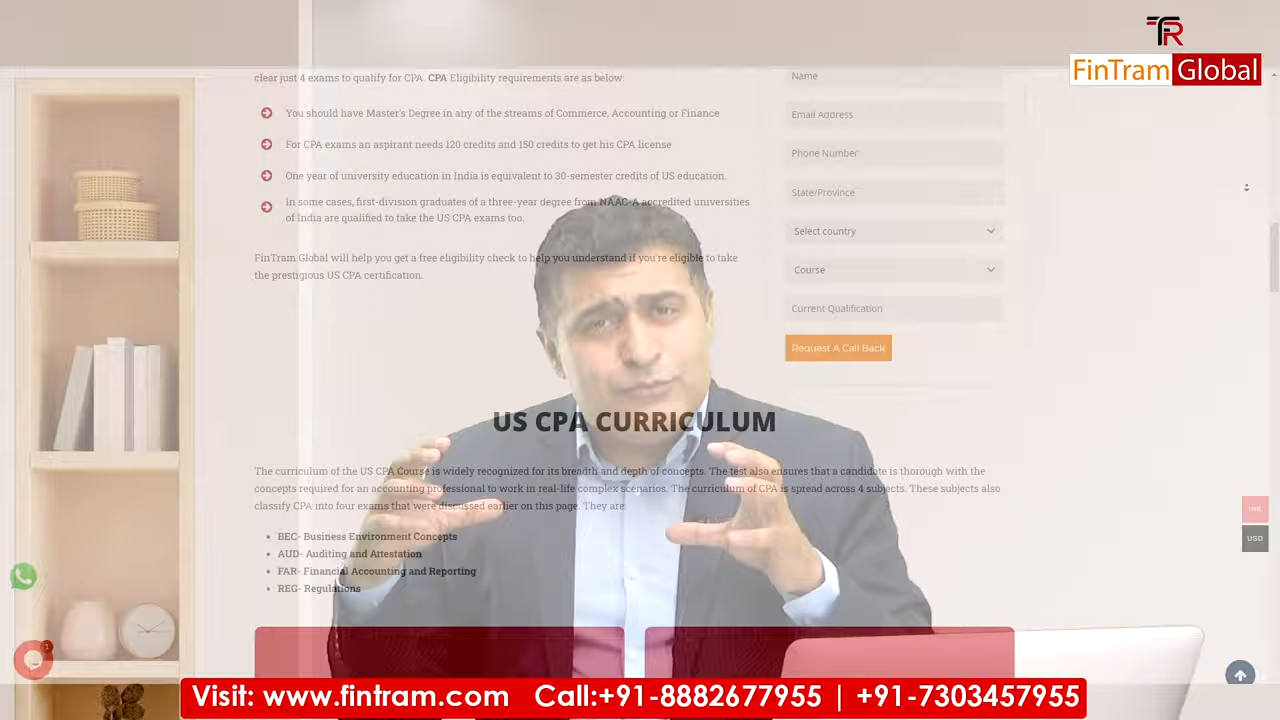 TR
FinTram Global
clear just 4 exams to qualify for CPA. CPA Eligibility requirements are as below:
You should have Master's Degree in any of the streams of Commerce, Accounting or Finance
For CPA exams an aspirant needs 120 credits and 150 credits to get his CPA license
One year of university education in India is equivalent to 30-semester credits of US education.
In some cases, first-division graduates of a three-year degree from NAAC-A accredited universities
of India are qualified to take the US CPA exams too.
FinTram Global will help you get a free eligibility check to help you understand if you're eligible to take
the prestigious US CPA certification.
Name
Email Address
Phone Number
State/Province
Select country
Course
Current Qualification
Request A Call Back
US CPA CURRICULUM
The curriculum of the US CPA Course is widely recognized for its breadth and depth of concepts. The test also ensures that a candidate is thorough with the
concepts required for an accounting professional to work in real-life complex scenarios. The curriculum of CPA is spread across 4 subjects. These subjects also
classify CPA into four exams that were discussed earlier on this page. They are:
BEC- Business Environment Concepts
AUD- Auditing and Attestation
FAR- Financial Accounting and Reporting
REG- Regulations
INR
USD
1
Visit: www.fintram.com Call:+91-8882677955 | +91-7303457955